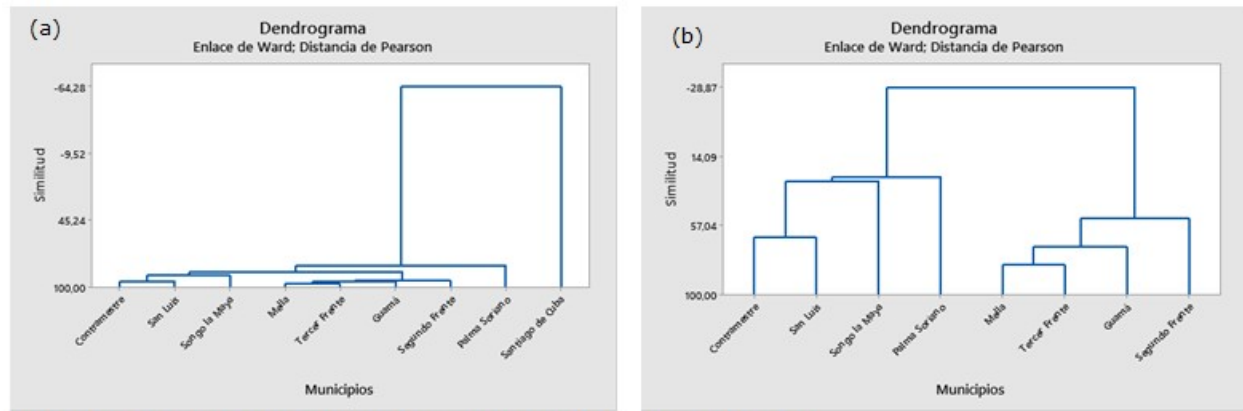 (a)
Dendrograma
Enlace de Ward; Distancia de Pearson
-64,28
-9,52
45,24
100,00
Similitud
Contramestre
San Luis
Songo la Maya
Mella
Tercer Frente
Guamá
Segundo Frente
Palma Soriano
Santiago de Cuba
Municipios
(b)
Dendrograma
Enlace de Ward; Distancia de Pearson
-28,87
14,09
57,04
100,00
Similitud
Contramestre
San Luis
Songo la Maya
Palma Soriano
Mella
Tercer Frente
Guamá
Segundo Frente
Municipios